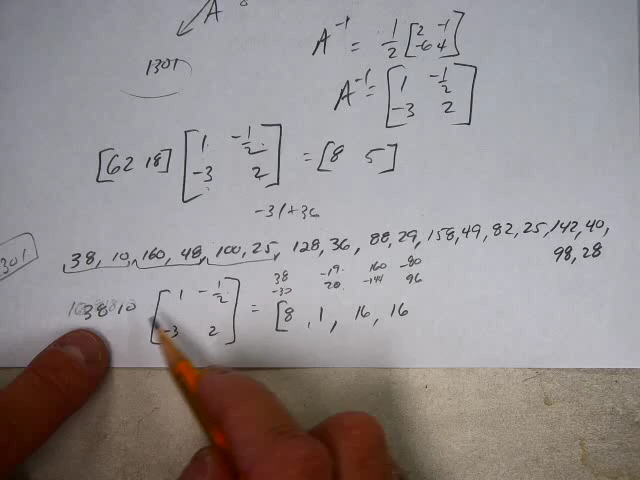 A
A⁻¹ = 1/2 [2 -1
-6 4]
1301
A⁻¹ = [1 -1/2
-3 2]
[62 18] [1 -1/2
-3 2] = [8 5]
-31+36
301
38, 10, 160, 48, 100, 25, 128, 36, 88, 29, 158, 49, 82, 25, 142, 40,
98, 28
38 -19 160 -80
-30 20 -144 96
38 10 [1 -1/2
-3 2] = [8, 1, 16, 16